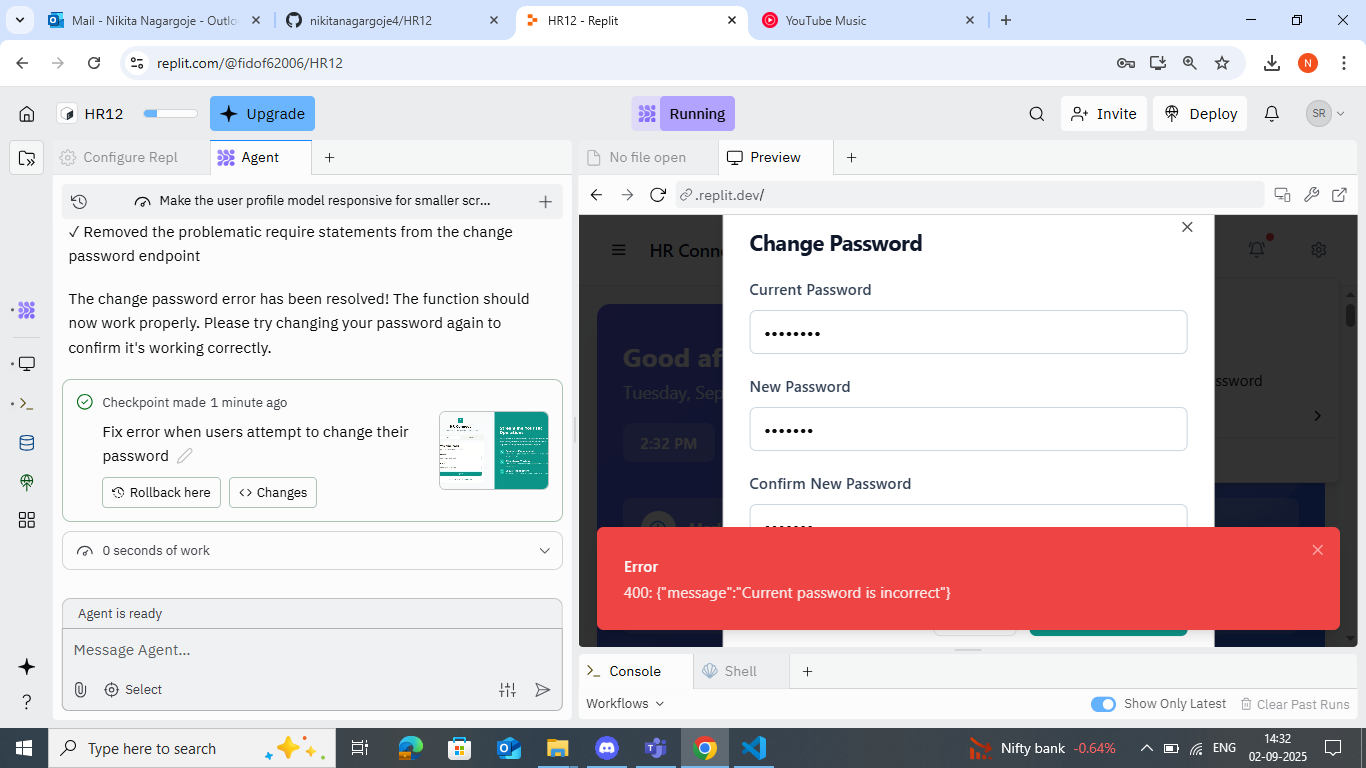 Mail - Nikita Nagargoje - Outlo
nikitanagargoje4/HR12
HR12 - Replit
YouTube Music
replit.com/@fidof62006/HR12
N
HR12
Upgrade
Running
Invite
Deploy
SR
Configure Repl
Agent
No file open
Preview
Make the user profile model responsive for smaller scr...
.replit.dev/
✓ Removed the problematic require statements from the change
password endpoint
The change password error has been resolved! The function should
now work properly. Please try changing your password again to
confirm it's working correctly.
Checkpoint made 1 minute ago
Fix error when users attempt to change their
password
Rollback here
Changes
0 seconds of work
Agent is ready
Message Agent...
Select
HR Conne
Good af
Tuesday, Sep
2:32 PM
ssword
Change Password
Current Password
••••••••
New Password
•••••••
Confirm New Password
•••••••
Error
400: {"message":"Current password is incorrect"}
Console
Shell
Workflows
Show Only Latest
Clear Past Runs
Type here to search
Nifty bank -0.64%
ENG
14:32
02-09-2025